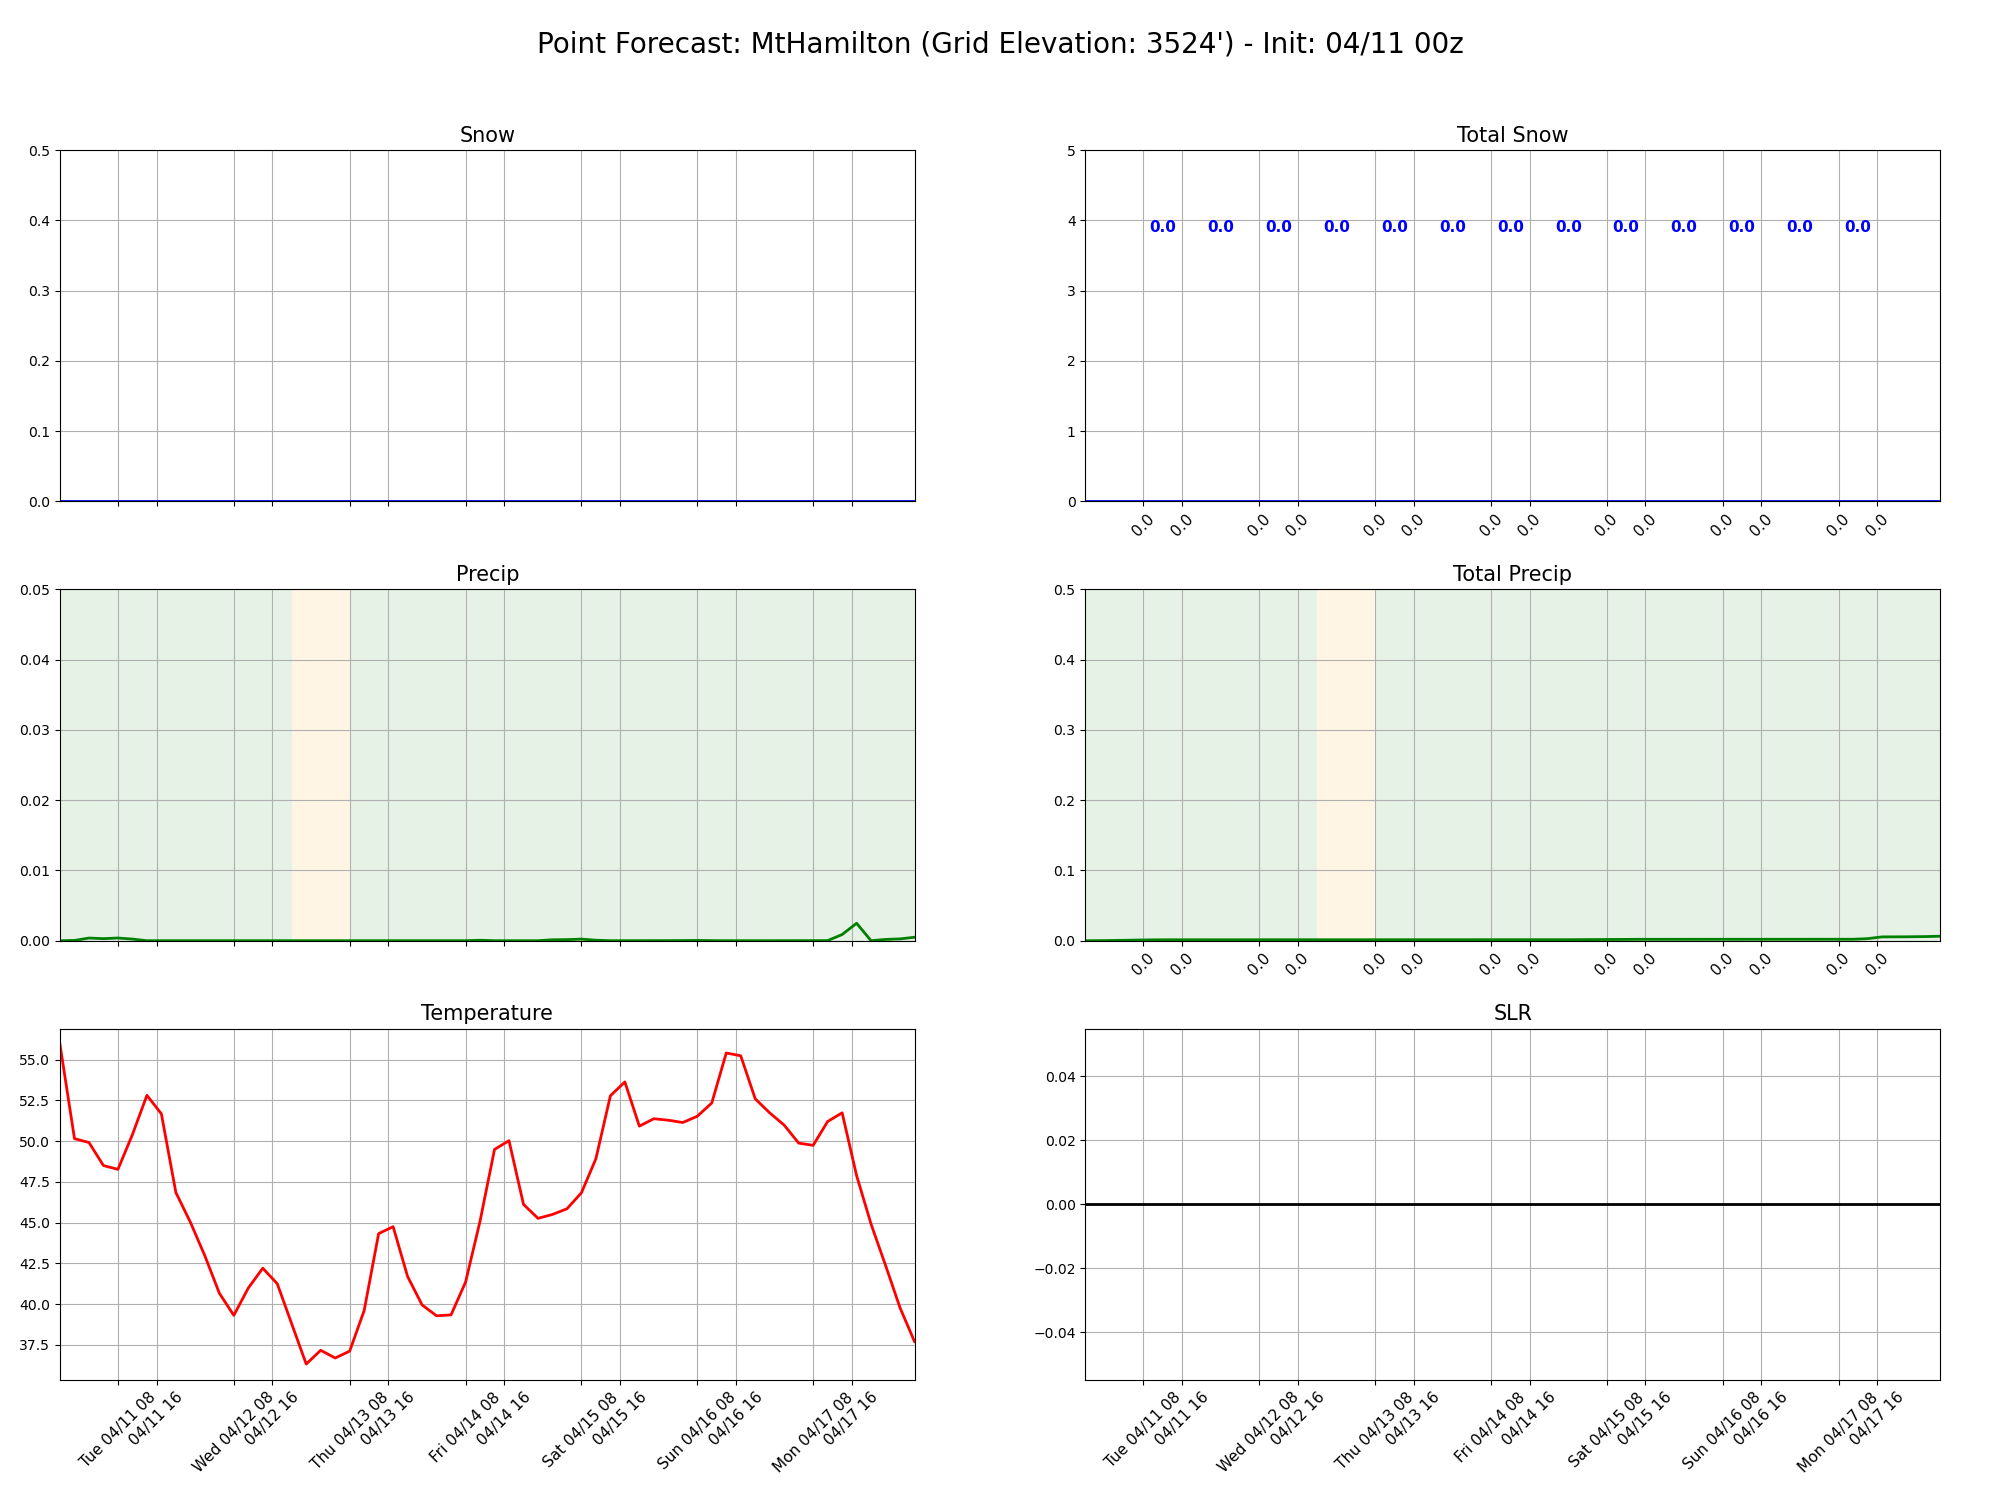 Point Forecast: MtHamilton (Grid Elevation: 3524') - Init: 04/11 00z
Snow
0.5
0.4
0.3
0.2
0.1
0.0
Total Snow
5
4
3
2
1
0
0.0 0.0 0.0 0.0 0.0 0.0 0.0 0.0 0.0 0.0 0.0 0.0 0.0
0.0 0.0 0.0 0.0 0.0 0.0 0.0 0.0 0.0 0.0 0.0 0.0 0.0 0.0
Precip
0.05
0.04
0.03
0.02
0.01
0.00
Total Precip
0.5
0.4
0.3
0.2
0.1
0.0
0.0 0.0 0.0 0.0 0.0 0.0 0.0 0.0 0.0 0.0 0.0 0.0 0.0 0.0
Temperature
55.0
52.5
50.0
47.5
45.0
42.5
40.0
37.5
Tue 04/11 08
04/11 16
Wed 04/12 08
04/12 16
Thu 04/13 08
04/13 16
Fri 04/14 08
04/14 16
Sat 04/15 08
04/15 16
Sun 04/16 08
04/16 16
Mon 04/17 08
04/17 16
SLR
0.04
0.02
0.00
−0.02
−0.04
Tue 04/11 08
04/11 16
Wed 04/12 08
04/12 16
Thu 04/13 08
04/13 16
Fri 04/14 08
04/14 16
Sat 04/15 08
04/15 16
Sun 04/16 08
04/16 16
Mon 04/17 08
04/17 16